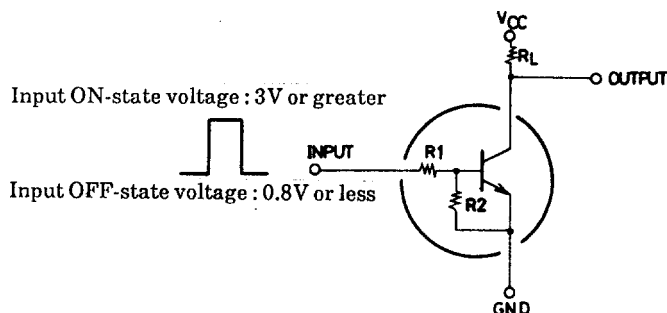 VCC
RL
OUTPUT
Input ON-state voltage : 3V or greater
INPUT
R1
Input OFF-state voltage : 0.8V or less
R2
GND